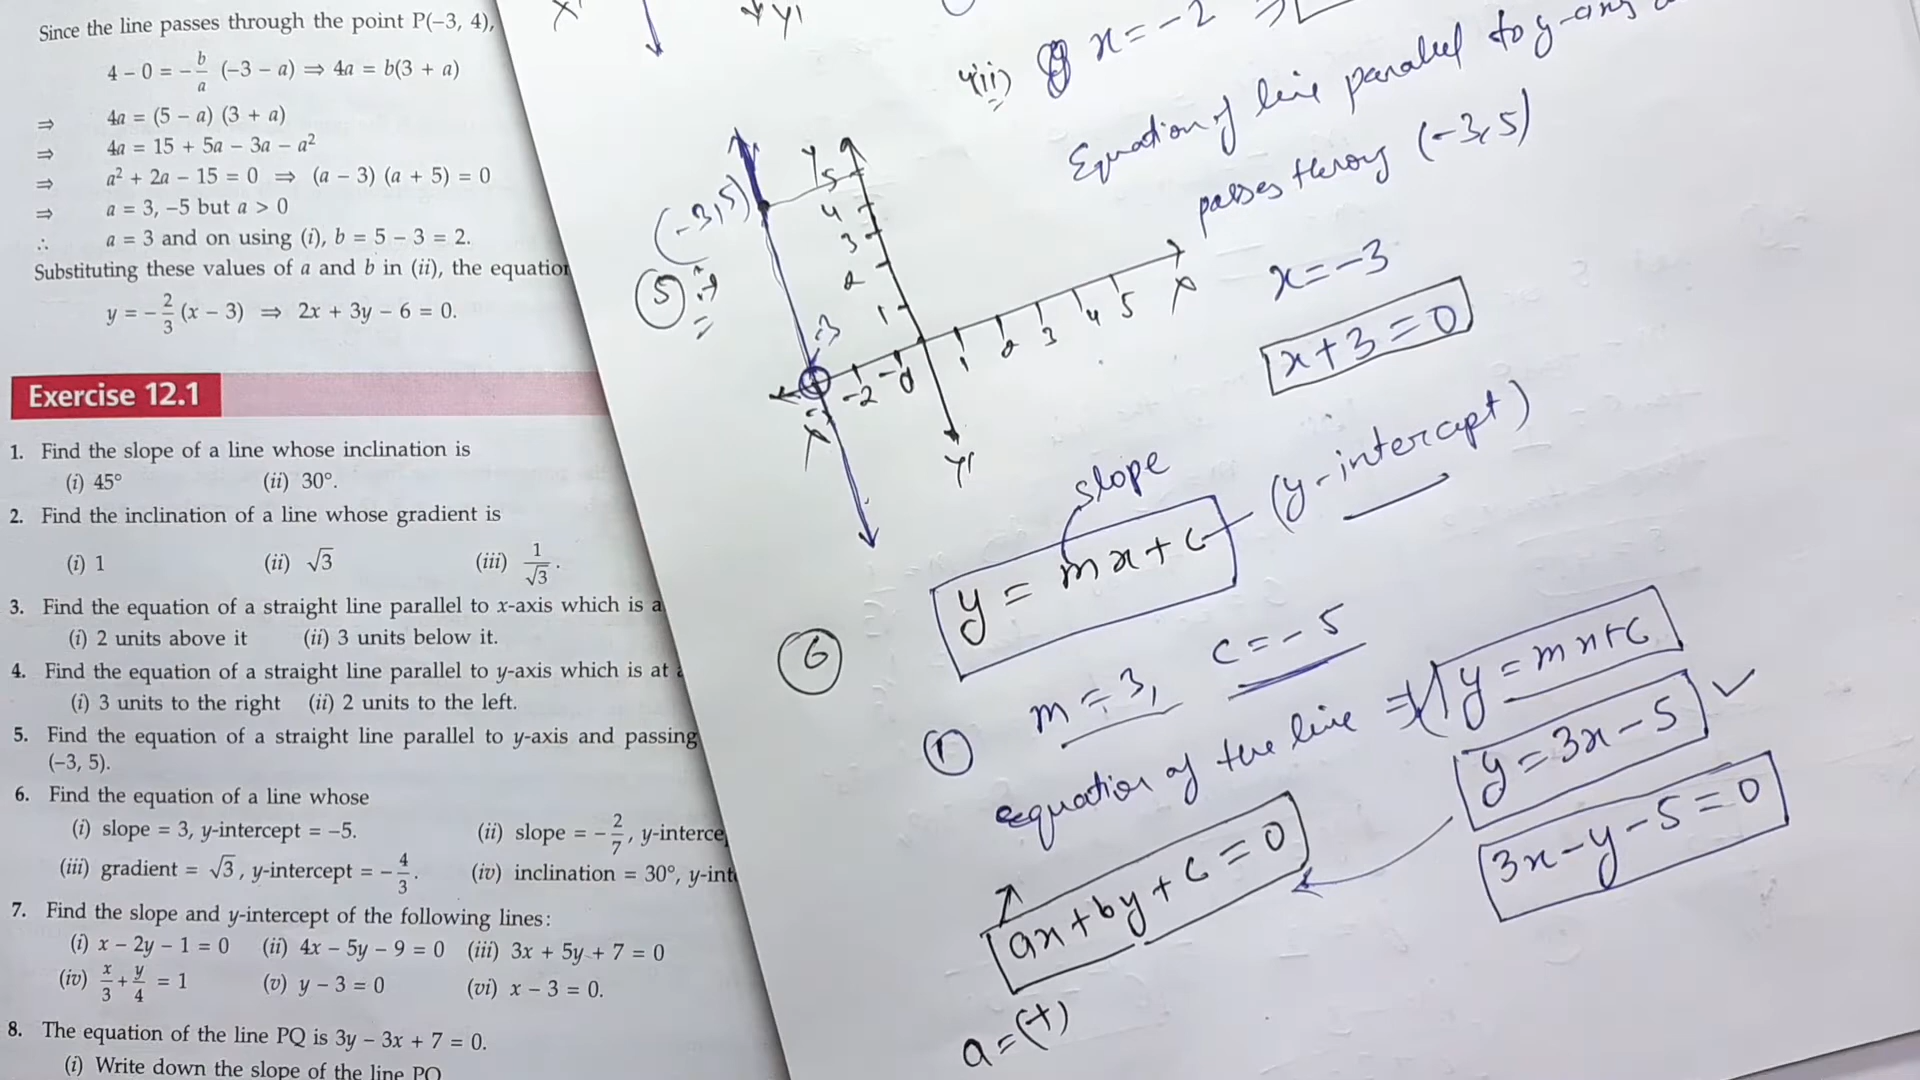 Since the line passes through the point P(−3, 4),
4 − 0 = − b/a (−3 − a) ⇒ 4a = b(3 + a)
⇒ 4a = (5 − a) (3 + a)
⇒ 4a = 15 + 5a − 3a − a²
⇒ a² + 2a − 15 = 0 ⇒ (a − 3) (a + 5) = 0
⇒ a = 3, −5 but a > 0
∴ a = 3 and on using (i), b = 5 − 3 = 2.
Substituting these values of a and b in (ii), the equation
y = − 2/3 (x − 3) ⇒ 2x + 3y − 6 = 0.
Exercise 12.1
1. Find the slope of a line whose inclination is
(i) 45° (ii) 30°.
2. Find the inclination of a line whose gradient is
(i) 1 (ii) √3 (iii) 1/√3 .
3. Find the equation of a straight line parallel to x-axis which is a
(i) 2 units above it (ii) 3 units below it.
4. Find the equation of a straight line parallel to y-axis which is at
(i) 3 units to the right (ii) 2 units to the left.
5. Find the equation of a straight line parallel to y-axis and passing
(−3, 5).
6. Find the equation of a line whose
(i) slope = 3, y-intercept = −5. (ii) slope = − 2/7, y-interce
(iii) gradient = √3, y-intercept = − 4/3. (iv) inclination = 30°, y-int
7. Find the slope and y-intercept of the following lines:
(i) x − 2y − 1 = 0 (ii) 4x − 5y − 9 = 0 (iii) 3x + 5y + 7 = 0
(iv) x/3 + y/4 = 1 (v) y − 3 = 0 (vi) x − 3 = 0.
8. The equation of the line PQ is 3y − 3x + 7 = 0.
(i) Write down the slope of the line PQ
X' Y'
x = −2 ⇒
Equation of line parallel to y-axis
passes throug (−3,5)
x = −3
x + 3 = 0
(−3,5)
Y 5
4
3
2
1
−3 −2 1 2 3 4 5 X
X' Y'
5
slope
y = mx + c (y-intercept)
6
m = 3, c = −5
equation of the line ⇒ y = mx + c
y = 3x − 5 ✓
3x − y − 5 = 0
ax + by + c = 0
a = (+)